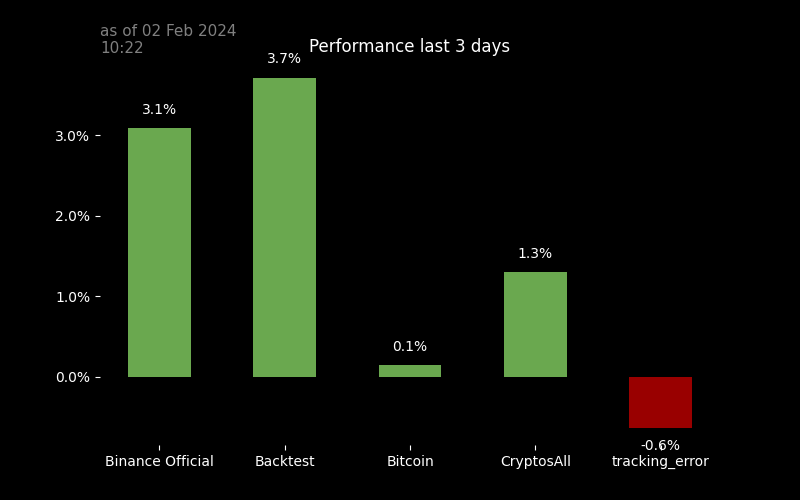 as of 02 Feb 2024
10:22
Performance last 3 days
3.7%
3.1%
3.0%
2.0%
1.3%
1.0%
0.1%
0.0%
-0.6%
Binance Official
Backtest
Bitcoin
CryptosAll
tracking_error